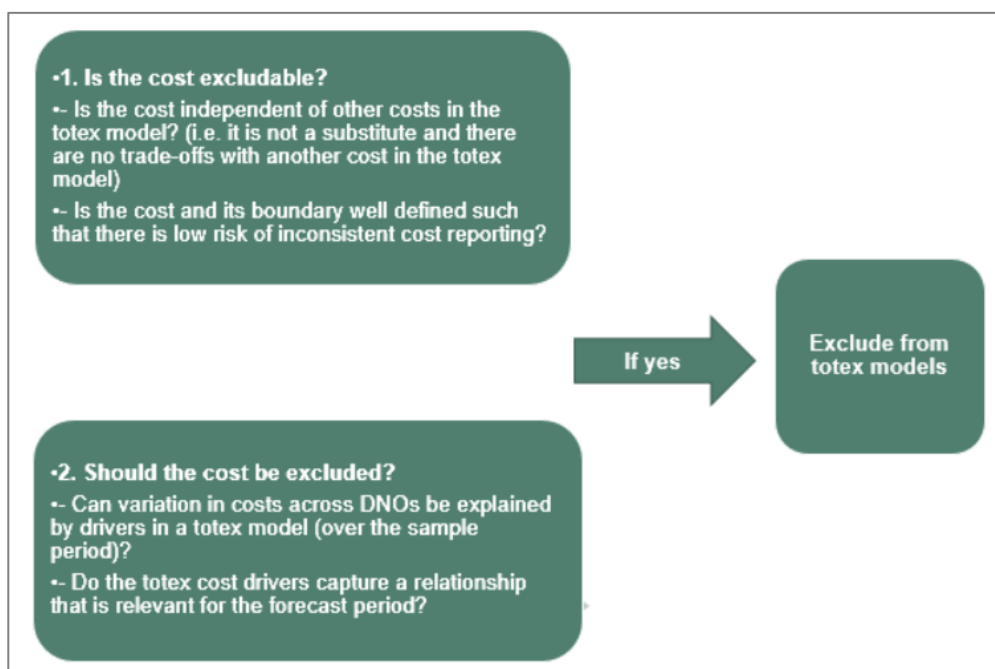 •1. Is the cost excludable?
•- Is the cost independent of other costs in the
totex model? (i.e. it is not a substitute and there
are no trade-offs with another cost in the totex
model)
•- Is the cost and its boundary well defined such
that there is low risk of inconsistent cost reporting?
If yes
Exclude from
totex models
•2. Should the cost be excluded?
•- Can variation in costs across DNOs be explained
by drivers in a totex model (over the sample
period)?
•- Do the totex cost drivers capture a relationship
that is relevant for the forecast period?